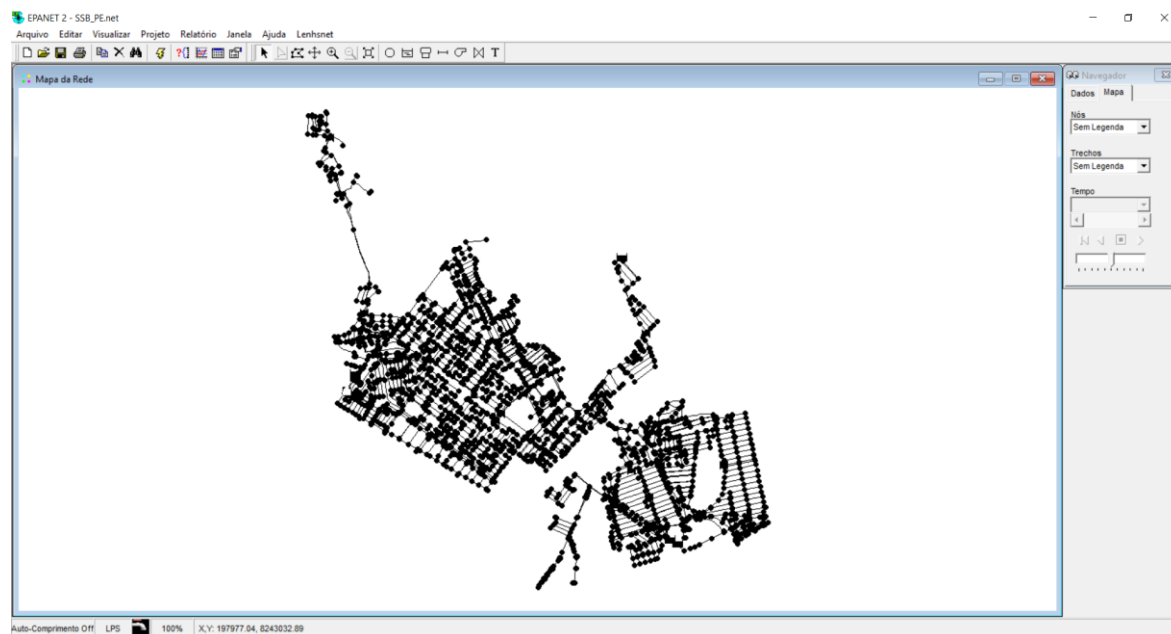 EPANET 2 - SSB_PE.net
Arquivo Editar Visualizar Projeto Relatório Janela Ajuda Lenhsnet
T
Mapa da Rede
Navegador
Dados Mapa
Nós
Sem Legenda
Trechos
Sem Legenda
Tempo
Auto-Comprimento Off LPS 100% X,Y: 197977.04, 8243032.89